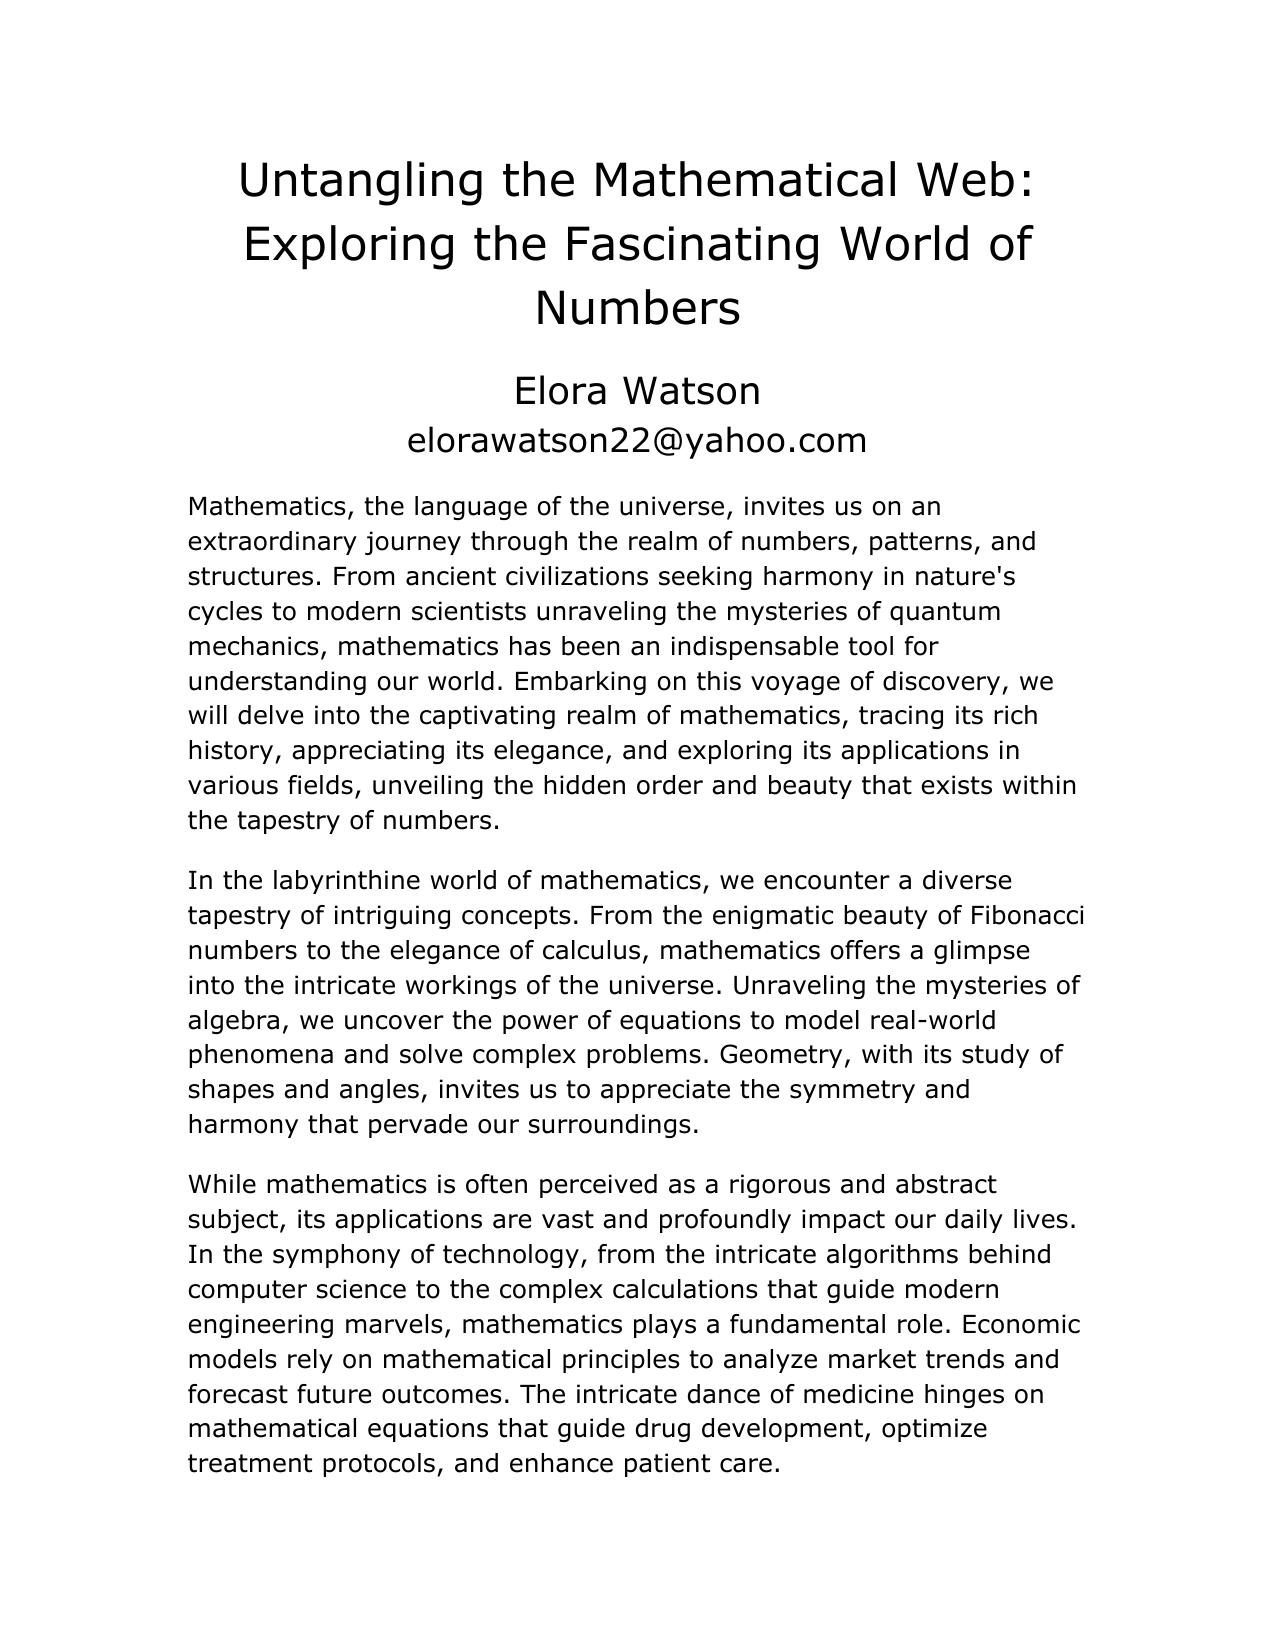 Untangling the Mathematical Web:
Exploring the Fascinating World of
Numbers
Elora Watson
elorawatson22@yahoo.com
Mathematics, the language of the universe, invites us on an
extraordinary journey through the realm of numbers, patterns, and
structures. From ancient civilizations seeking harmony in nature's
cycles to modern scientists unraveling the mysteries of quantum
mechanics, mathematics has been an indispensable tool for
understanding our world. Embarking on this voyage of discovery, we
will delve into the captivating realm of mathematics, tracing its rich
history, appreciating its elegance, and exploring its applications in
various fields, unveiling the hidden order and beauty that exists within
the tapestry of numbers.
In the labyrinthine world of mathematics, we encounter a diverse
tapestry of intriguing concepts. From the enigmatic beauty of Fibonacci
numbers to the elegance of calculus, mathematics offers a glimpse
into the intricate workings of the universe. Unraveling the mysteries of
algebra, we uncover the power of equations to model real-world
phenomena and solve complex problems. Geometry, with its study of
shapes and angles, invites us to appreciate the symmetry and
harmony that pervade our surroundings.
While mathematics is often perceived as a rigorous and abstract
subject, its applications are vast and profoundly impact our daily lives.
In the symphony of technology, from the intricate algorithms behind
computer science to the complex calculations that guide modern
engineering marvels, mathematics plays a fundamental role. Economic
models rely on mathematical principles to analyze market trends and
forecast future outcomes. The intricate dance of medicine hinges on
mathematical equations that guide drug development, optimize
treatment protocols, and enhance patient care.